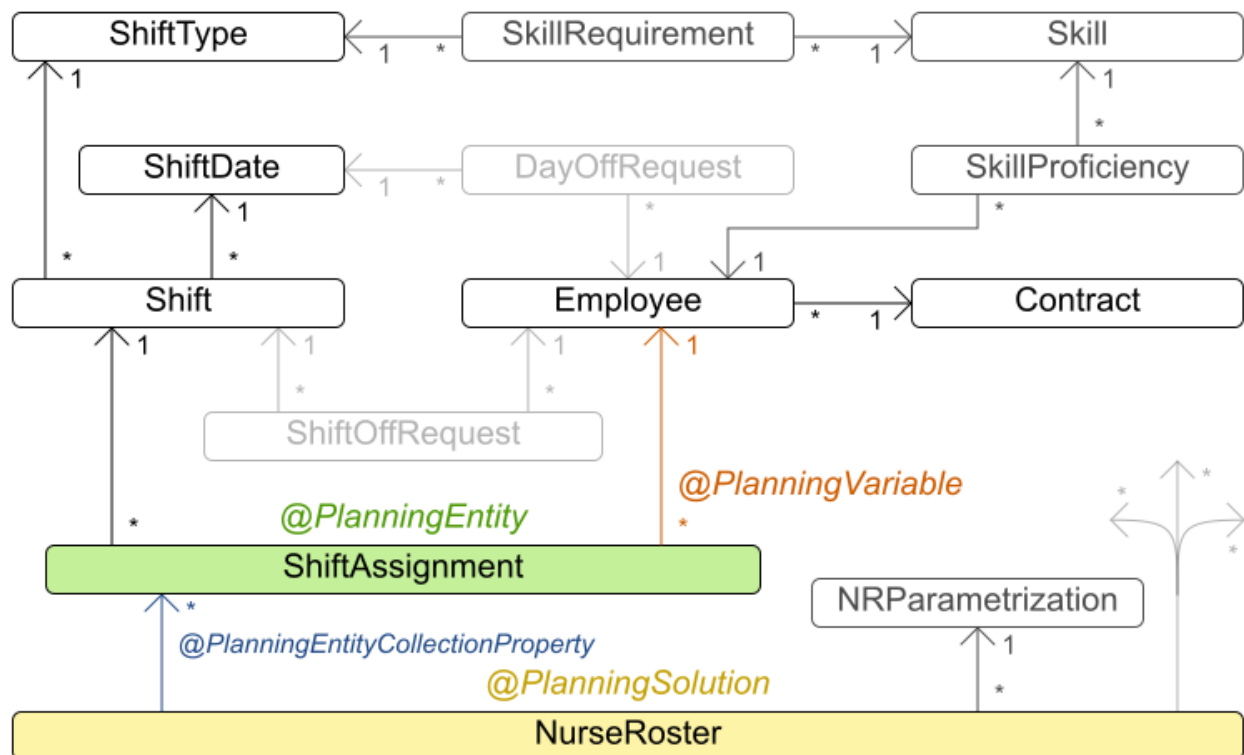 ShiftType
SkillRequirement
Skill
1
*
*
1
1
1
*
ShiftDate
DayOffRequest
SkillProficiency
1
*
1
*
*
*
*
1
1
Shift
Employee
Contract
*
1
1
1
1
1
*
*
ShiftOffRequest
@PlanningVariable
*
*
@PlanningEntity
*
*
*
ShiftAssignment
NRParametrization
*
@PlanningEntityCollectionProperty
1
@PlanningSolution
*
NurseRoster